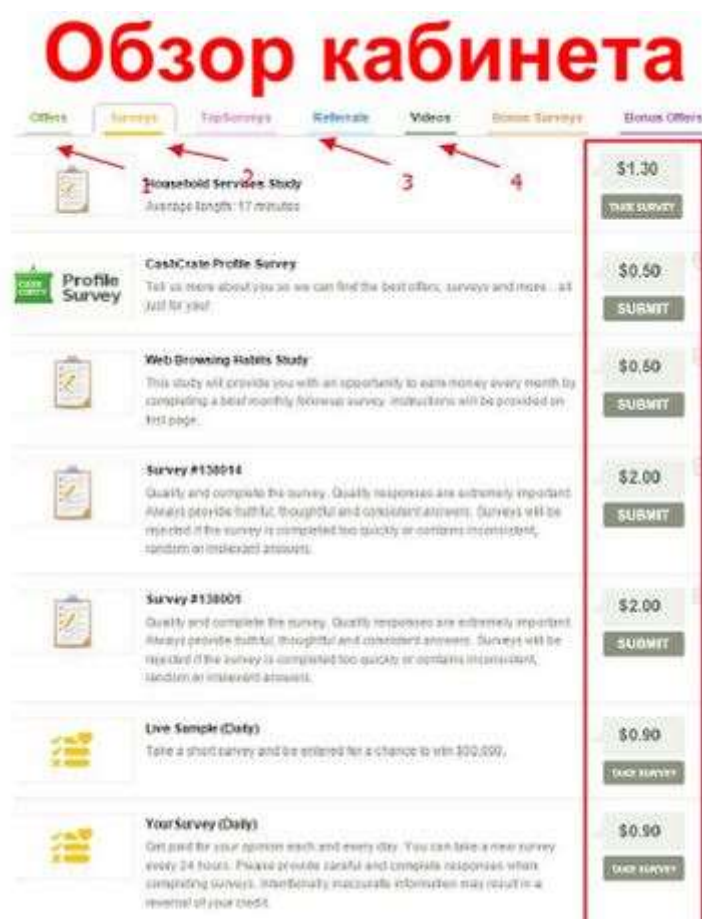 Обзор кабинета
Offers Surveys TopSurveys Referrals Videos Bonus Surveys Bonus Offers
1 2 3 4
Household Services Study
Average length: 17 minutes
$1.30
TAKE SURVEY
Profile Survey
CashCrate Profile Survey
Tell us more about you so we can find the best offers, surveys and more... all
just for you!
$0.50
SUBMIT
Web Browsing Habits Study
This study will provide you with an opportunity to earn money every month by
completing a brief monthly followup survey. Instructions will be provided on
first page.
$0.50
SUBMIT
Survey #138014
Qualify and complete the survey. Quality responses are extremely important.
Always provide truthful, thoughtful and consistent answers. Surveys will be
rejected if the survey is completed too quickly or contains inconsistent,
random or irrelevant answers.
$2.00
SUBMIT
Survey #138001
Qualify and complete the survey. Quality responses are extremely important.
Always provide truthful, thoughtful and consistent answers. Surveys will be
rejected if the survey is completed too quickly or contains inconsistent,
random or irrelevant answers.
$2.00
SUBMIT
Live Sample (Daily)
Take a short survey and be entered for a chance to win
$0.90
TAKE SURVEY
YourSurvey (Daily)
Get paid for your opinion each and every day. You can take a new survey
every 24 hours. Please provide careful and complete responses when
completing surveys. Intentionally inaccurate information may result in a
reversal of your credit.
$0.90
TAKE SURVEY